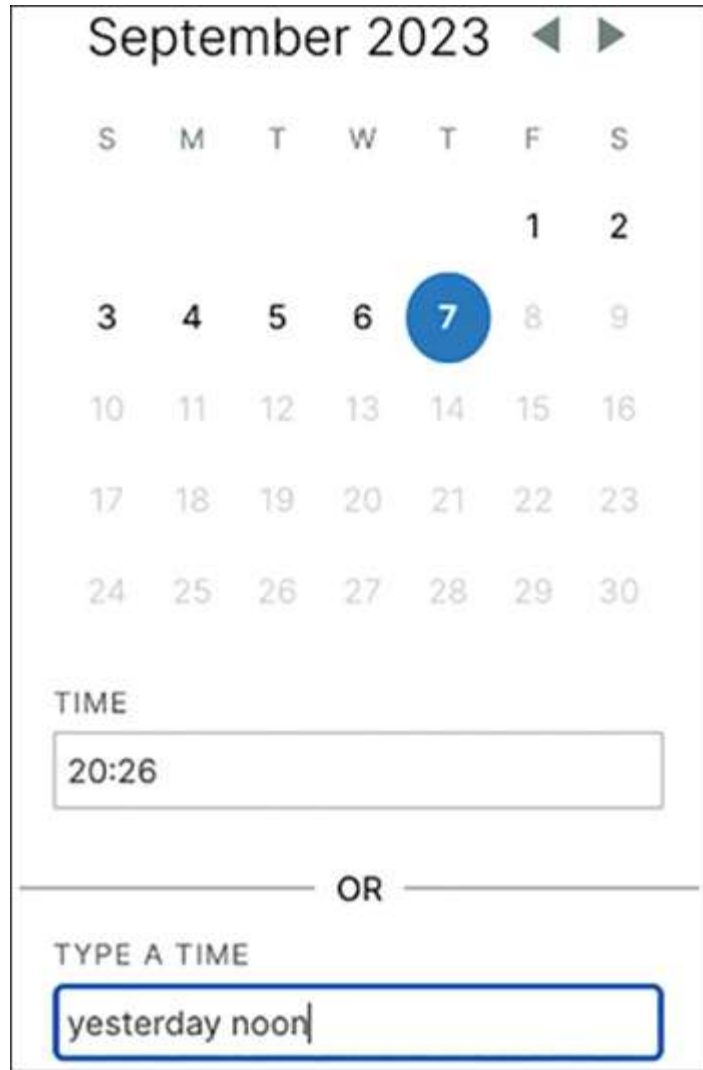 September 2023
S M T W T F S
1 2
3 4 5 6 7 8 9
10 11 12 13 14 15 16
17 18 19 20 21 22 23
24 25 26 27 28 29 30
TIME
20:26
OR
TYPE A TIME
yesterday noon